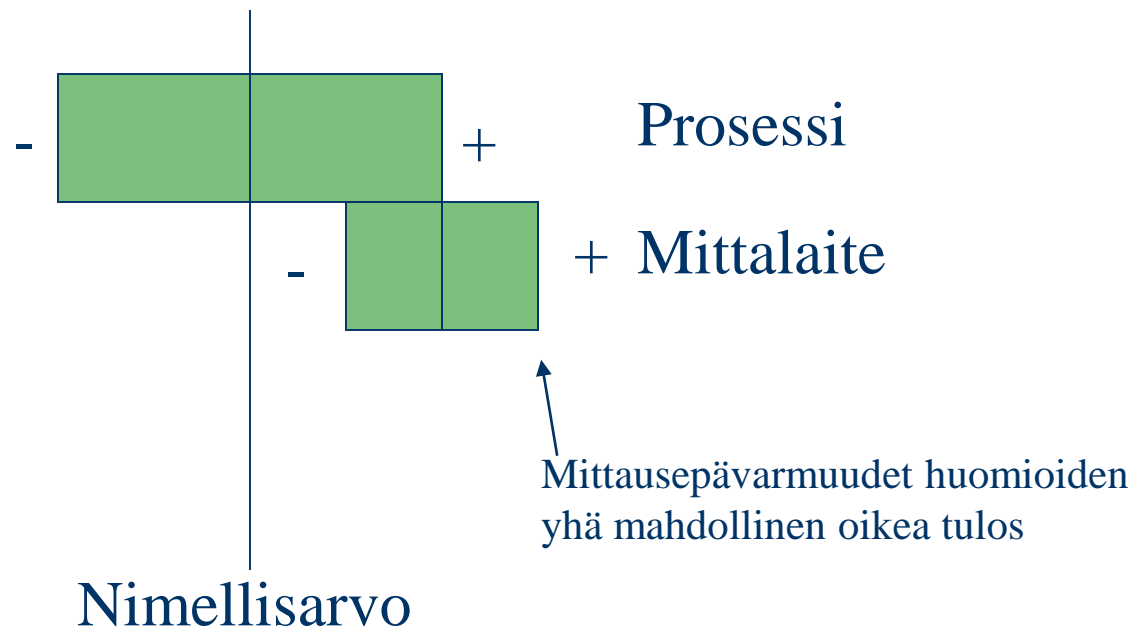 - + Prosessi
- + Mittalaite
Mittausepävarmuudet huomioiden
yhä mahdollinen oikea tulos
Nimellisarvo